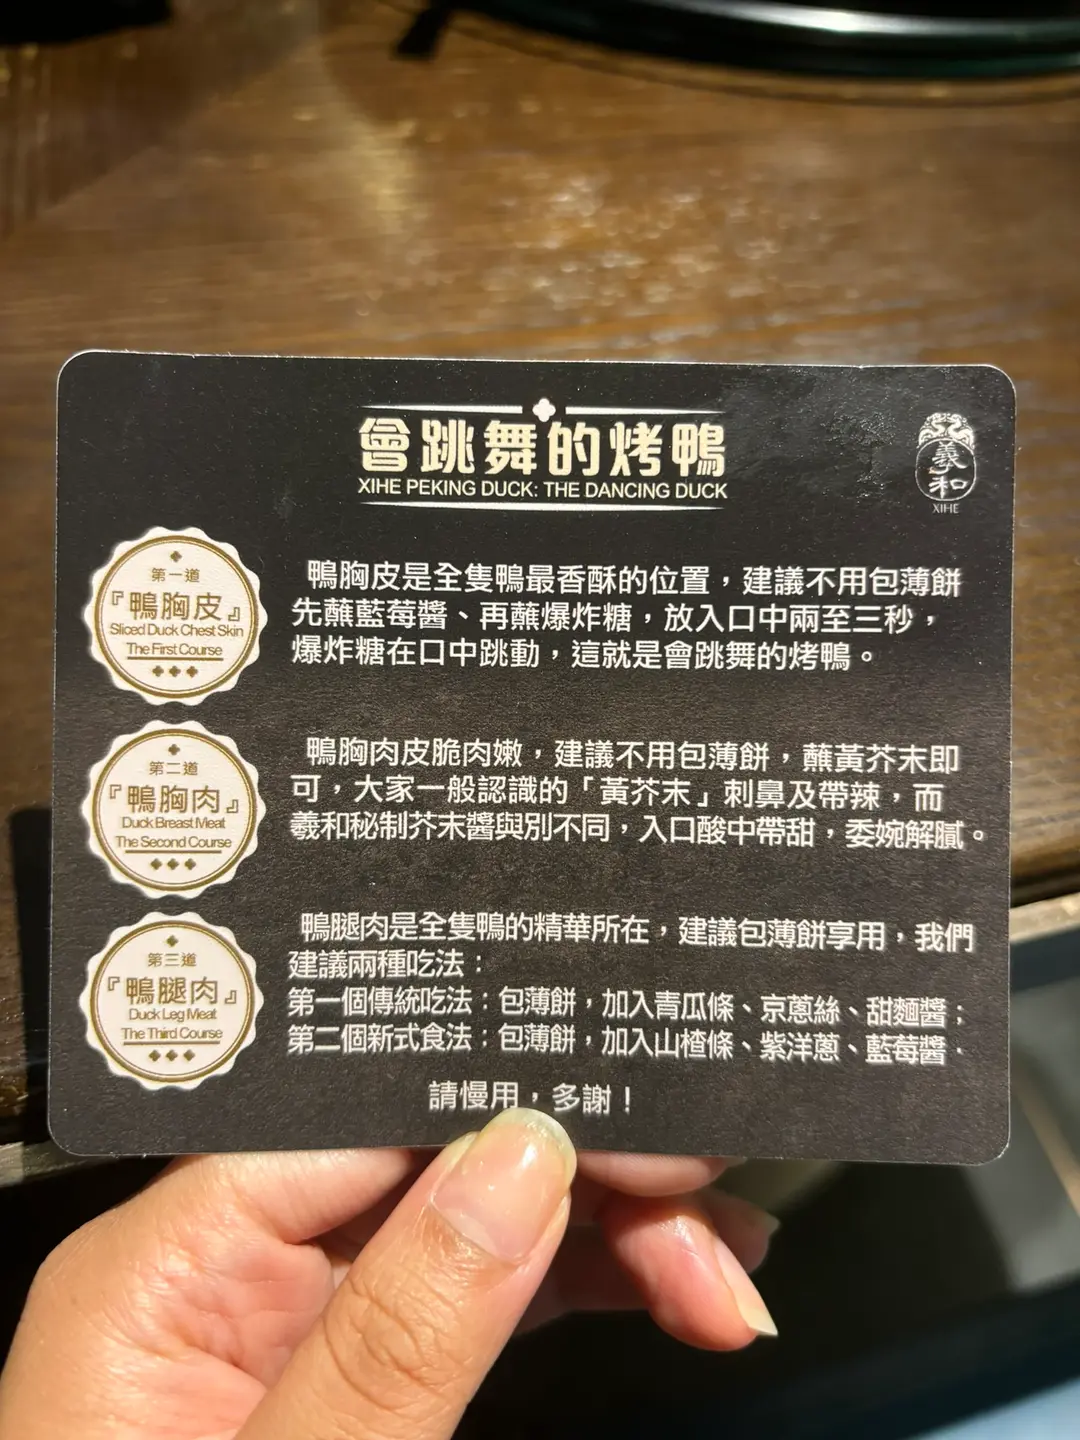 會跳舞的烤鴨
XIHE PEKING DUCK: THE DANCING DUCK
羲和
XIHE
第一道
『鴨胸皮』
Sliced Duck Chest Skin
The First Course
鴨胸皮是全隻鴨最香酥的位置，建議不用包薄餅
先蘸藍莓醬、再蘸爆炸糖，放入口中兩至三秒，
爆炸糖在口中跳動，這就是會跳舞的烤鴨。
第二道
『鴨胸肉』
Duck Breast Meat
The Second Course
鴨胸肉皮脆肉嫩，建議不用包薄餅，蘸黃芥末即
可，大家一般認識的「黃芥末」刺鼻及帶辣，而
羲和秘制芥末醬與別不同，入口酸中帶甜，委婉解膩。
第三道
『鴨腿肉』
Duck Leg Meat
The Third Course
鴨腿肉是全隻鴨的精華所在，建議包薄餅享用，我們
建議兩種吃法：
第一個傳統吃法：包薄餅，加入青瓜條、京蔥絲、甜麵醬；
第二個新式食法：包薄餅，加入山楂條、紫洋蔥、藍莓醬．
請慢用，多謝！